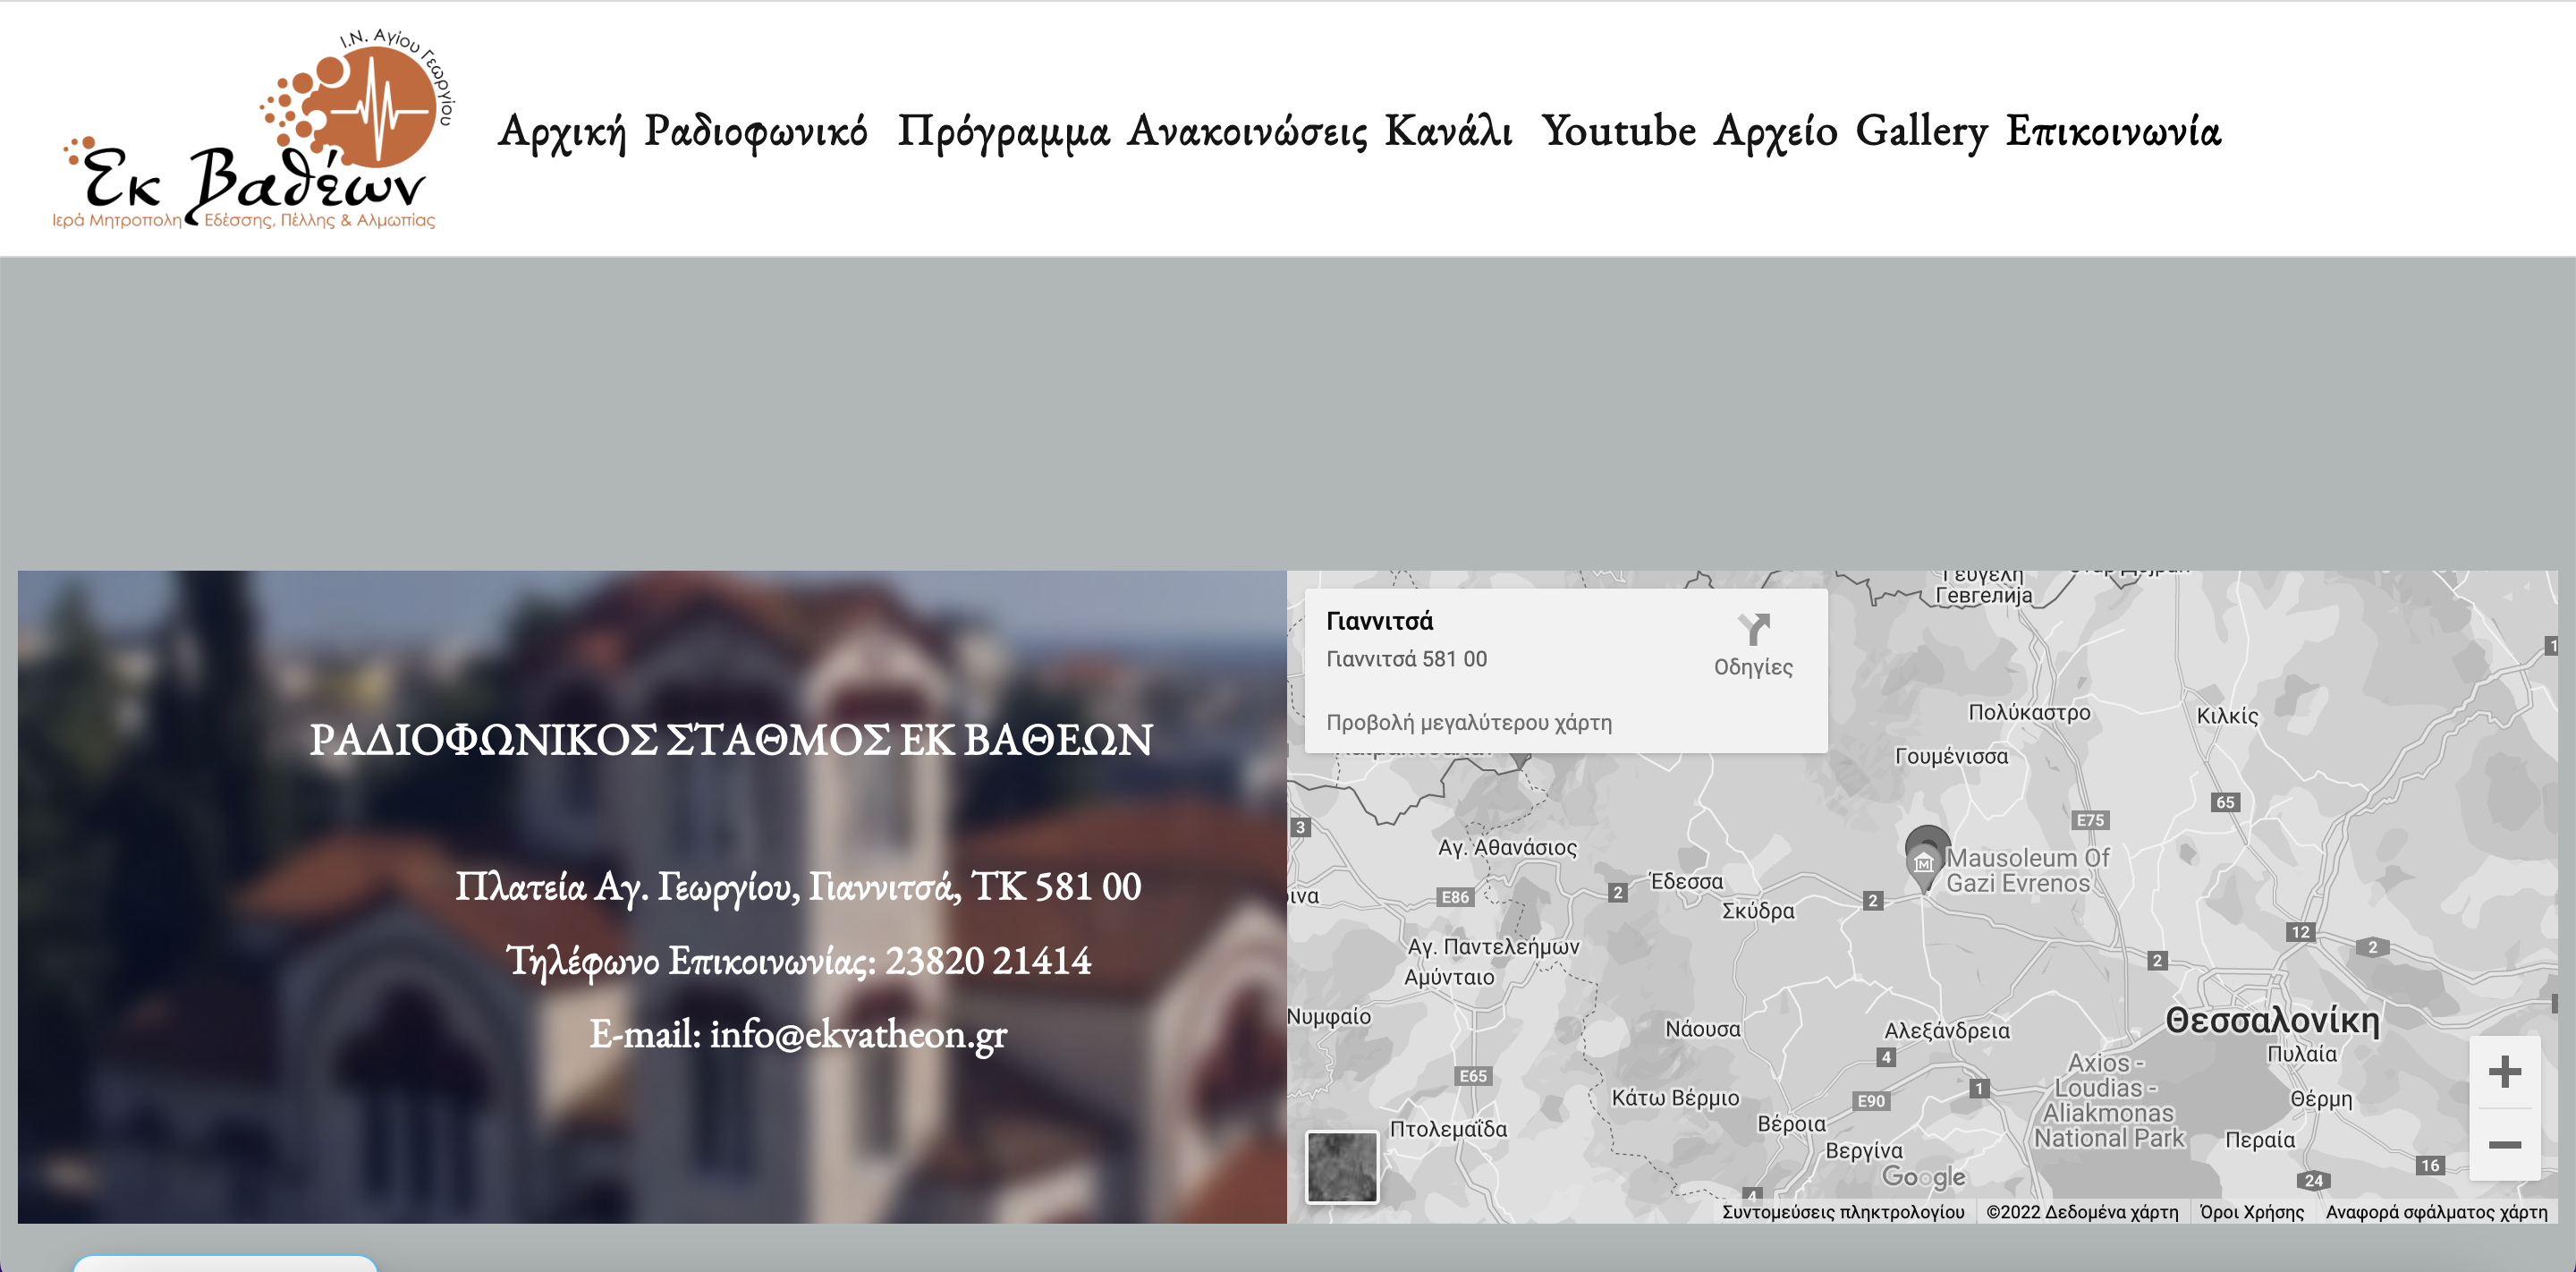 Ι.Ν. Αγίου Γεωργίου
Εκ Βαθέων
Ιερά Μητροπολη Εδέσσης, Πέλλης & Αλμωπίας
Αρχική Ραδιοφωνικό Πρόγραμμα Ανακοινώσεις Κανάλι Youtube Αρχείο Gallery Επικοινωνία
ΡΑΔΙΟΦΩΝΙΚΟΣ ΣΤΑΘΜΟΣ ΕΚ ΒΑΘΕΩΝ
Πλατεία Αγ. Γεωργίου, Γιαννιτσά, ΤΚ 581 00
Τηλέφωνο Επικοινωνίας: 23820 21414
E-mail: info@ekvatheon.gr
Γιαννιτσά
Γιαννιτσά 581 00
Οδηγίες
Προβολή μεγαλύτερου χάρτη
Γευγελή
Гевгелија
Πολύκαστρο
Κιλκίς
Γουμένισσα
65
3
E75
Αγ. Αθανάσιος
Mausoleum Of
Gazi Evrenos
Έδεσσα
E86
2
2
Σκύδρα
12
2
Αγ. Παντελεήμων
2
Αμύνταιο
Νυμφαίο
Νάουσα
Αλεξάνδρεια
Θεσσαλονίκη
Πυλαία
4
E65
Axios -
Loudias -
Aliakmonas
National Park
1
Κάτω Βέρμιο
E90
Θέρμη
Πτολεμαΐδα
Βέροια
Περαία
Βεργίνα
16
Google
24
4
Συντομεύσεις πληκτρολογίου
©2022 Δεδομένα χάρτη
Όροι Χρήσης
Αναφορά σφάλματος χάρτη